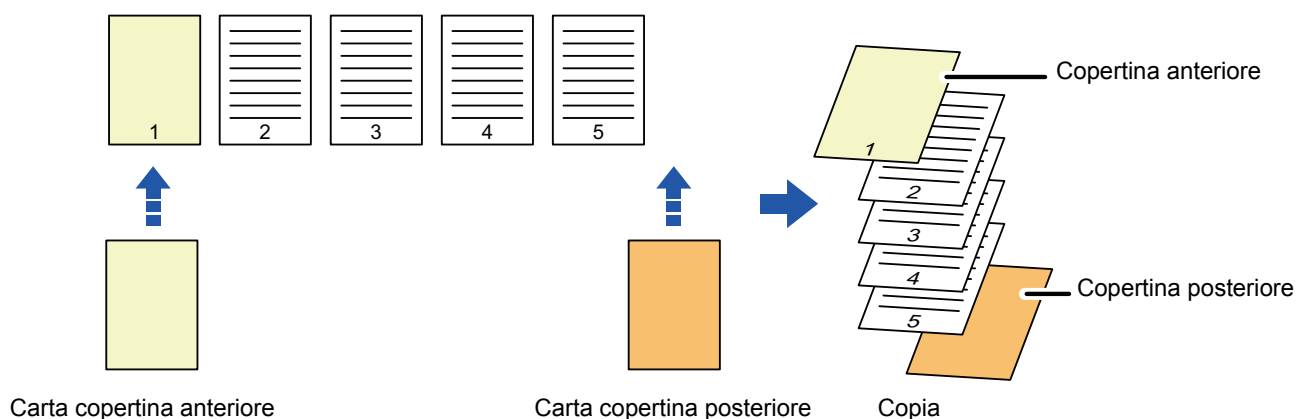 1 2 3 4 5
Copertina anteriore
1
2
3
4
5
Copertina posteriore
Carta copertina anteriore Carta copertina posteriore Copia